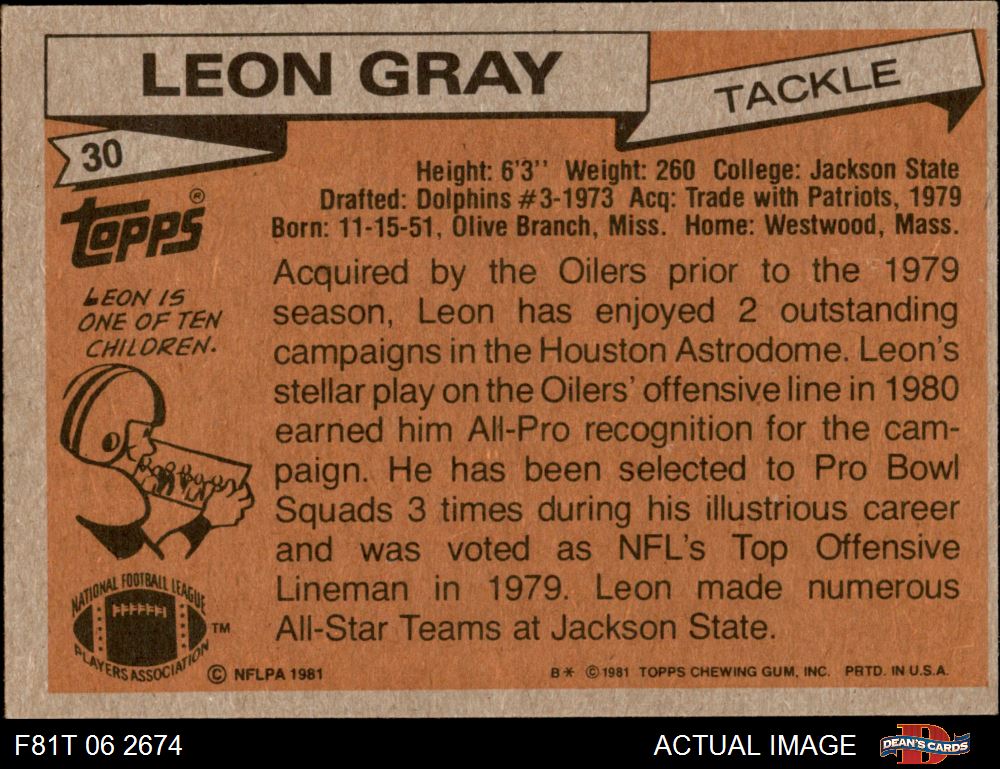 LEON GRAY
TACKLE
30
Height: 6'3'' Weight: 260 College: Jackson State
Drafted: Dolphins #3-1973 Acq: Trade with Patriots, 1979
Born: 11-15-51, Olive Branch, Miss. Home: Westwood, Mass.
TOPPS®
LEON IS
ONE OF TEN
CHILDREN.
Acquired by the Oilers prior to the 1979
season, Leon has enjoyed 2 outstanding
campaigns in the Houston Astrodome. Leon's
stellar play on the Oilers' offensive line in 1980
earned him All-Pro recognition for the cam-
paign. He has been selected to Pro Bowl
Squads 3 times during his illustrious career
and was voted as NFL's Top Offensive
Lineman in 1979. Leon made numerous
All-Star Teams at Jackson State.
NATIONAL FOOTBALL LEAGUE
PLAYERS ASSOCIATION
TM
© NFLPA 1981
B* ©1981 TOPPS CHEWING GUM, INC. PRTD. IN U.S.A.
F81T 06 2674
ACTUAL IMAGE
D
DEAN'S CARDS